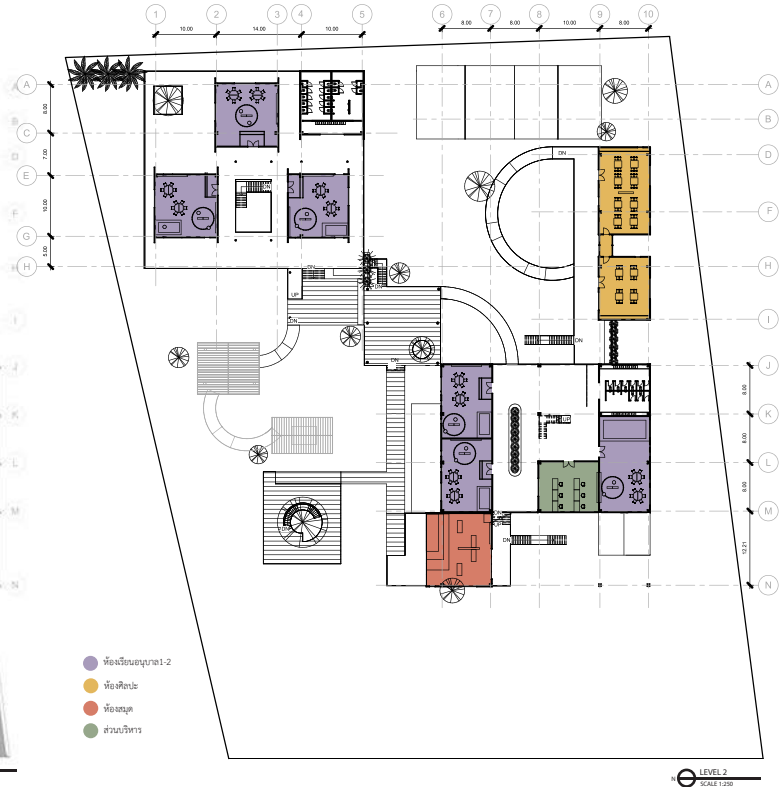 1 2 3 4 5 6 7 8 9 10
10.00 14.00 10.00 8.00 8.00 10.00 8.00
A A
B
C
D
E
F
G
H H
I
J
K
L
M
N
8.00
7.00
10.00
5.00
8.00
8.00
8.00
12.21
DN
DN
UP
DN
DN
DN
DN
UP
DN
UP
DN
ห้องเรียนอนุบาล1-2
ห้องศิลปะ
ห้องสมุด
ส่วนบริหาร
N
LEVEL 2
SCALE 1:250